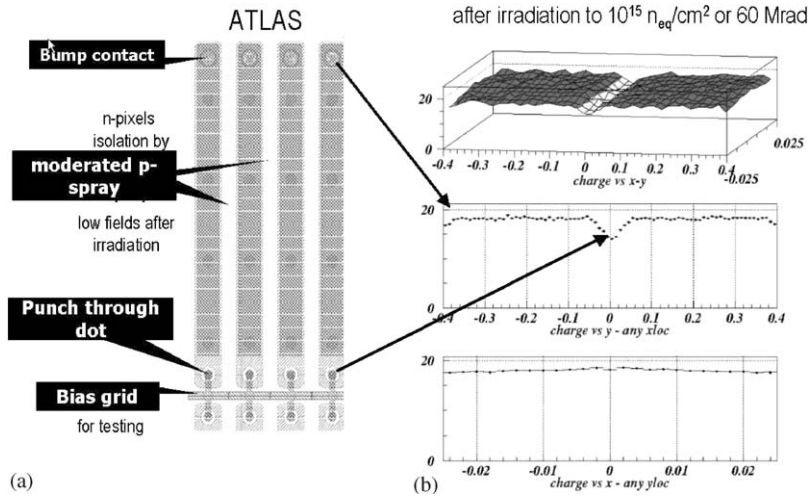 ATLAS
Bump contact
n-pixels
isolation by
moderated p-
spray
low fields after
irradiation
Punch through
dot
Bias grid
for testing
(a)
after irradiation to 10¹⁵ nₑq/cm² or 60 Mrad
20
0
-0.4 -0.3 -0.2 -0.1 0 0.1 0.2 0.3 0.4
-0.025
0.025
charge vs x-y
20
10
0
-0.4 -0.3 -0.2 -0.1 0 0.1 0.2 0.3 0.4
charge vs y - any xloc
20
10
0
-0.02 -0.01 0 0.01 0.02
charge vs x - any yloc
(b)